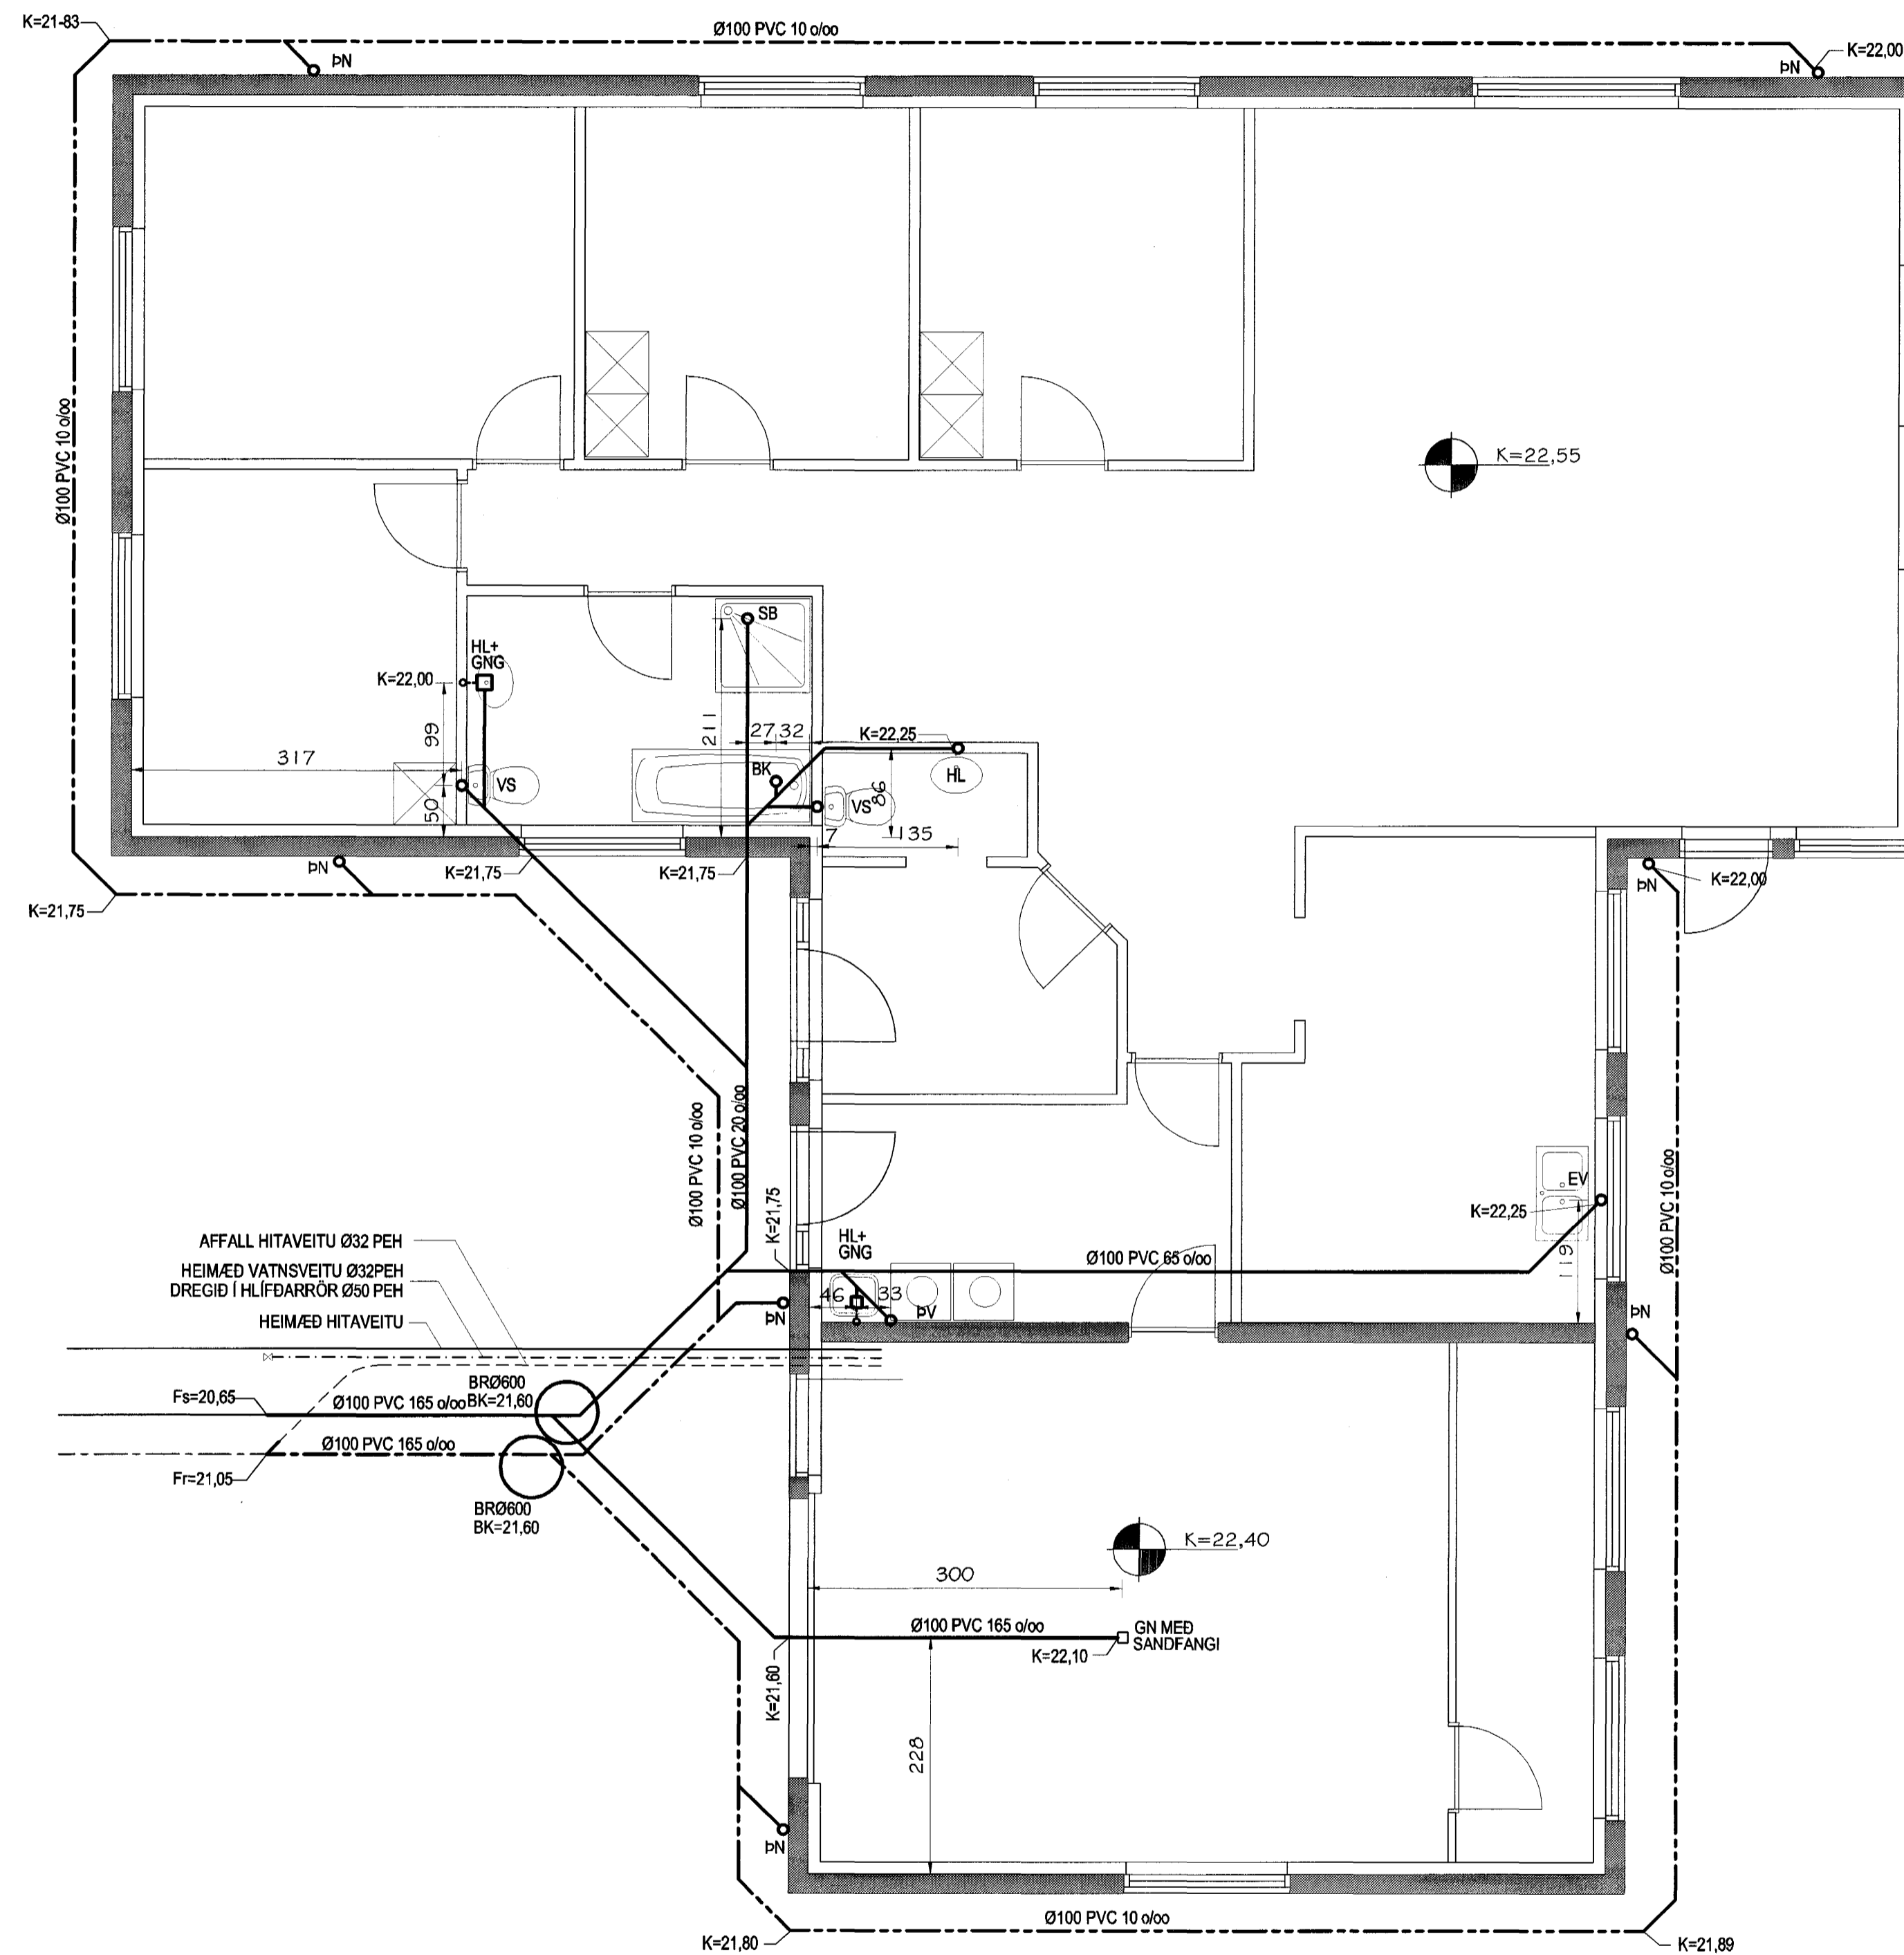 K=21-83
Ø100 PVC 10 o/oo
K=22,00
ÞN
ÞN
Ø100 PVC 10 o/oo
K=22,55
SB
HL+
GNG
K=22,00
99
317
50
VS
211
27
32
BK
K=22,25
HL
VS
86
7
135
K=21,75
K=21,75
ÞN
K=21,75
K=22,00
ÞN
Ø100 PVC 10 o/oo
Ø100 PVC 20 o/oo
K=21,75
EV
K=22,25
119
Ø100 PVC 10 o/oo
HL+
GNG
Ø100 PVC 65 o/oo
46
33
ÞV
ÞN
ÞN
AFFALL HITAVEITU Ø32 PEH
HEIMÆÐ VATNSVEITU Ø32PEH
DREGIÐ Í HLÍFÐARRÖR Ø50 PEH
HEIMÆÐ HITAVEITU
BRØ600
BK=21,60
Fs=20,65
Ø100 PVC 165 o/oo
Ø100 PVC 165 o/oo
Fr=21,05
BRØ600
BK=21,60
K=22,40
300
Ø100 PVC 165 o/oo
GN MEÐ
SANDFANGI
K=22,10
K=21,60
228
ÞN
Ø100 PVC 10 o/oo
K=21,80
K=21,89